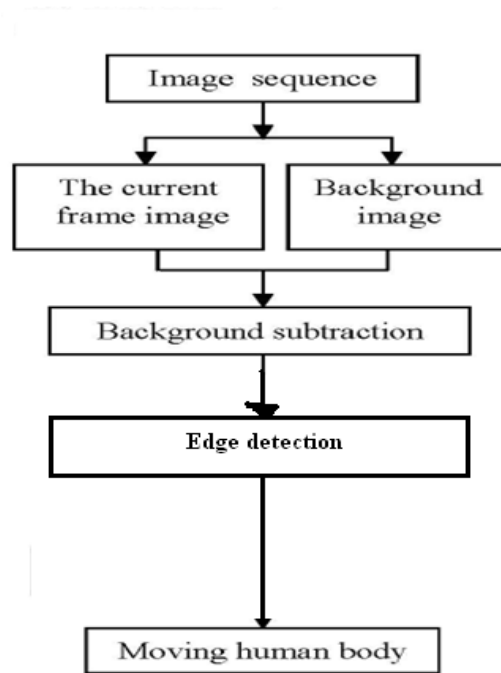 Image sequence
The current
frame image
Background
image
Background subtraction
Edge detection
Moving human body